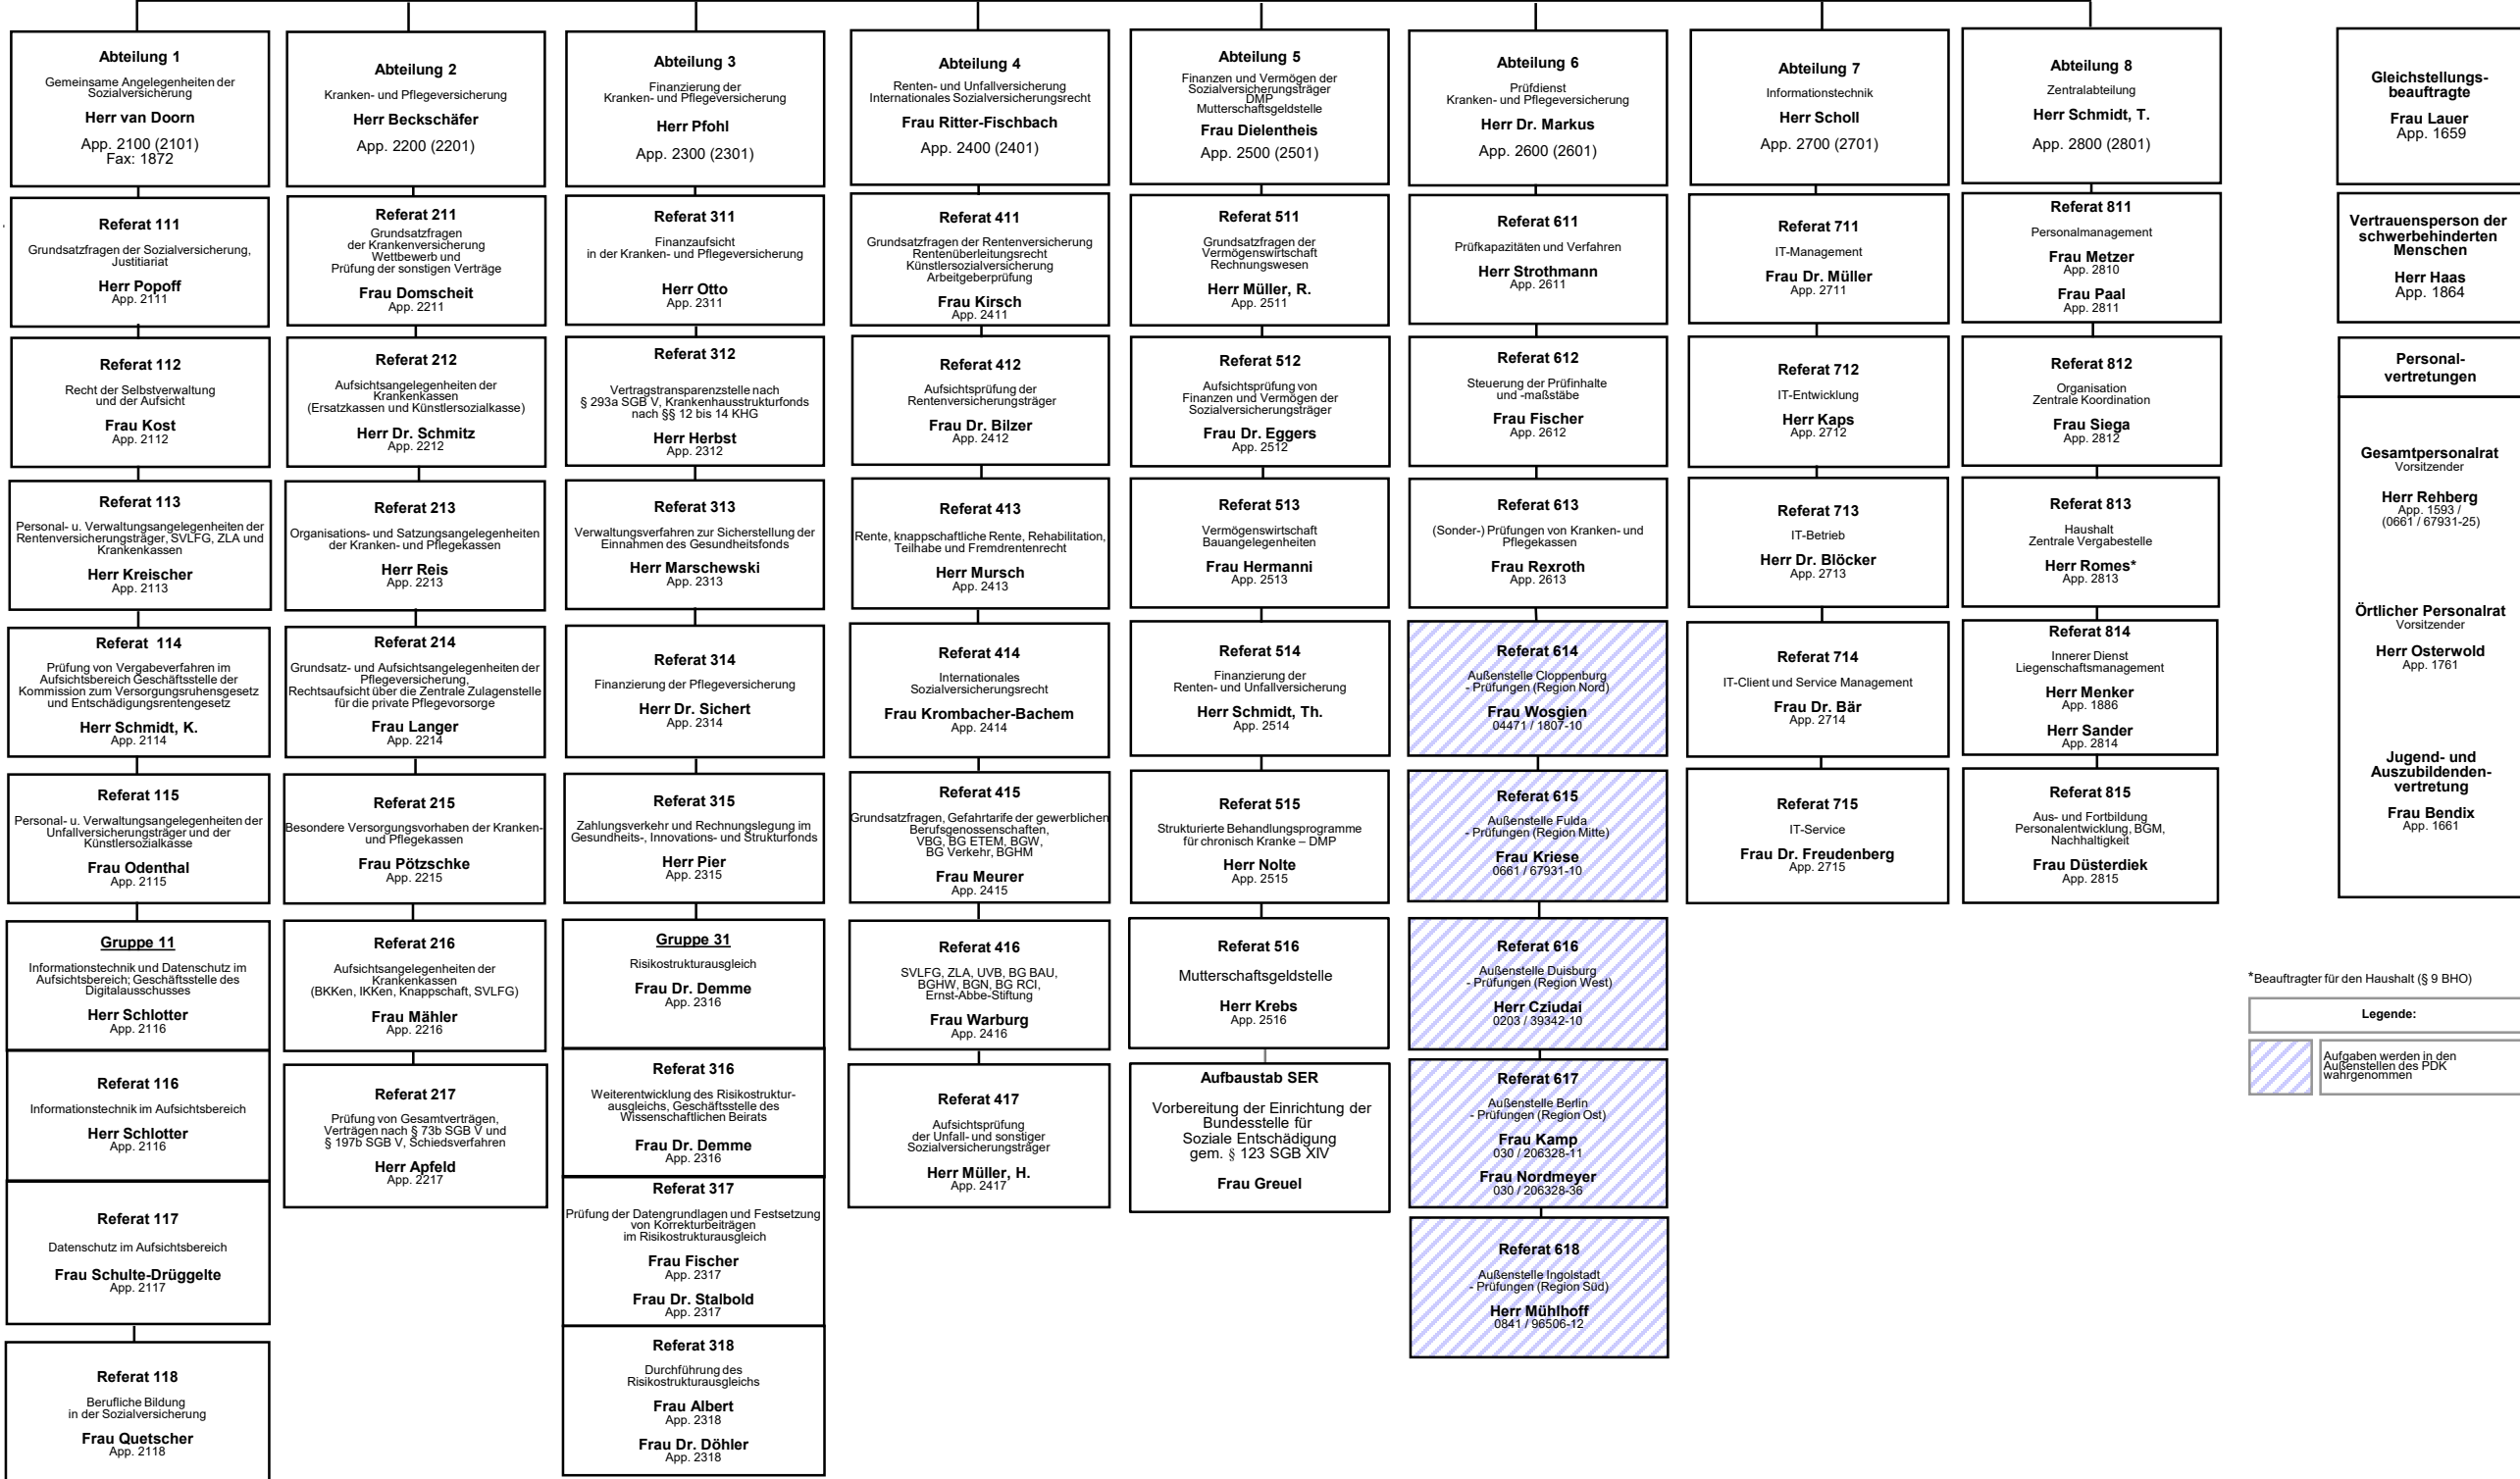 Abteilung 1
Gemeinsame Angelegenheiten der
Sozialversicherung
Herr van Doorn
App. 2100 (2101)
Fax: 1872
Referat 111
Grundsatzfragen der Sozialversicherung,
Justitiariat
Herr Popoff
App. 2111
Referat 112
Recht der Selbstverwaltung
und der Aufsicht
Frau Kost
App. 2112
Referat 113
Personal- u. Verwaltungsangelegenheiten der
Rentenversicherungsträger, SVLFG, ZLA und
Krankenkassen
Herr Kreischer
App. 2113
Referat 114
Prüfung von Vergabeverfahren im
Aufsichtsbereich Geschäftsstelle der
Kommission zum Versorgungsruhensgesetz
und Entschädigungsrentengesetz
Herr Schmidt, K.
App. 2114
Referat 115
Personal- u. Verwaltungsangelegenheiten der
Unfallversicherungsträger und der
Künstlersozialkasse
Frau Odenthal
App. 2115
Gruppe 11
Informationstechnik und Datenschutz im
Aufsichtsbereich; Geschäftsstelle des
Digitalausschusses
Herr Schlotter
App. 2116
Referat 116
Informationstechnik im Aufsichtsbereich
Herr Schlotter
App. 2116
Referat 117
Datenschutz im Aufsichtsbereich
Frau Schulte-Drüggelte
App. 2117
Referat 118
Berufliche Bildung
in der Sozialversicherung
Frau Quetscher
App. 2118
Abteilung 2
Kranken- und Pflegeversicherung
Herr Beckschäfer
App. 2200 (2201)
Referat 211
Grundsatzfragen
der Krankenversicherung
Wettbewerb und
Prüfung der sonstigen Verträge
Frau Domscheit
App. 2211
Referat 212
Aufsichtsangelegenheiten der
Krankenkassen
(Ersatzkassen und Künstlersozialkasse)
Herr Dr. Schmitz
App. 2212
Referat 213
Organisations- und Satzungsangelegenheiten
der Kranken- und Pflegekassen
Herr Reis
App. 2213
Referat 214
Grundsatz- und Aufsichtsangelegenheiten der
Pflegeversicherung,
Rechtsaufsicht über die Zentrale Zulagenstelle
für die private Pflegevorsorge
Frau Langer
App. 2214
Referat 215
Besondere Versorgungsvorhaben der Kranken-
und Pflegekassen
Frau Pötzschke
App. 2215
Referat 216
Aufsichtsangelegenheiten der
Krankenkassen
(BKKen, IKKen, Knappschaft, SVLFG)
Frau Mähler
App. 2216
Referat 217
Prüfung von Gesamtverträgen,
Verträgen nach § 73b SGB V und
§ 197b SGB V, Schiedsverfahren
Herr Apfeld
App. 2217
Abteilung 3
Finanzierung der
Kranken- und Pflegeversicherung
Herr Pfohl
App. 2300 (2301)
Referat 311
Finanzaufsicht
in der Kranken- und Pflegeversicherung
Herr Otto
App. 2311
Referat 312
Vertragstransparenzstelle nach
§ 293a SGB V, Krankenhausstrukturfonds
nach §§ 12 bis 14 KHG
Herr Herbst
App. 2312
Referat 313
Verwaltungsverfahren zur Sicherstellung der
Einnahmen des Gesundheitsfonds
Herr Marschewski
App. 2313
Referat 314
Finanzierung der Pflegeversicherung
Herr Dr. Sichert
App. 2314
Referat 315
Zahlungsverkehr und Rechnungslegung im
Gesundheits-, Innovations- und Strukturfonds
Herr Pier
App. 2315
Gruppe 31
Risikostrukturausgleich
Frau Dr. Demme
App. 2316
Referat 316
Weiterentwicklung des Risikostruktur-
ausgleichs, Geschäftsstelle des
Wissenschaftlichen Beirats
Frau Dr. Demme
App. 2316
Referat 317
Prüfung der Datengrundlagen und Festsetzung
von Korrekturbeiträgen
im Risikostrukturausgleich
Frau Fischer
App. 2317
Frau Dr. Stalbold
App. 2317
Referat 318
Durchführung des
Risikostrukturausgleichs
Frau Albert
App. 2318
Frau Dr. Döhler
App. 2318
Abteilung 4
Renten- und Unfallversicherung
Internationales Sozialversicherungsrecht
Frau Ritter-Fischbach
App. 2400 (2401)
Referat 411
Grundsatzfragen der Rentenversicherung
Rentenüberleitungsrecht
Künstlersozialversicherung
Arbeitgeberprüfung
Frau Kirsch
App. 2411
Referat 412
Aufsichtsprüfung der
Rentenversicherungsträger
Frau Dr. Bilzer
App. 2412
Referat 413
Rente, knappschaftliche Rente, Rehabilitation,
Teilhabe und Fremdrentenrecht
Herr Mursch
App. 2413
Referat 414
Internationales
Sozialversicherungsrecht
Frau Krombacher-Bachem
App. 2414
Referat 415
Grundsatzfragen, Gefahrtarife der gewerblichen
Berufsgenossenschaften,
VBG, BG ETEM, BGW,
BG Verkehr, BGHM
Frau Meurer
App. 2415
Referat 416
SVLFG, ZLA, UVB, BG BAU,
BGHW, BGN, BG RCI,
Ernst-Abbe-Stiftung
Frau Warburg
App. 2416
Referat 417
Aufsichtsprüfung
der Unfall- und sonstiger
Sozialversicherungsträger
Herr Müller, H.
App. 2417
Abteilung 5
Finanzen und Vermögen der
Sozialversicherungsträger
DMP
Mutterschaftsgeldstelle
Frau Dielentheis
App. 2500 (2501)
Referat 511
Grundsatzfragen der
Vermögenswirtschaft
Rechnungswesen
Herr Müller, R.
App. 2511
Referat 512
Aufsichtsprüfung von
Finanzen und Vermögen der
Sozialversicherungsträger
Frau Dr. Eggers
App. 2512
Referat 513
Vermögenswirtschaft
Bauangelegenheiten
Frau Hermanni
App. 2513
Referat 514
Finanzierung der
Renten- und Unfallversicherung
Herr Schmidt, Th.
App. 2514
Referat 515
Strukturierte Behandlungsprogramme
für chronisch Kranke – DMP
Herr Nolte
App. 2515
Referat 516
Mutterschaftsgeldstelle
Herr Krebs
App. 2516
Aufbaustab SER
Vorbereitung der Einrichtung der
Bundesstelle für
Soziale Entschädigung
gem. § 123 SGB XIV
Frau Greuel
Abteilung 6
Prüfdienst
Kranken- und Pflegeversicherung
Herr Dr. Markus
App. 2600 (2601)
Referat 611
Prüfkapazitäten und Verfahren
Herr Strothmann
App. 2611
Referat 612
Steuerung der Prüfinhalte
und -maßstäbe
Frau Fischer
App. 2612
Referat 613
(Sonder-) Prüfungen von Kranken- und
Pflegekassen
Frau Rexroth
App. 2613
Referat 614
Außenstelle Cloppenburg
- Prüfungen (Region Nord)
Frau Wosgien
04471 / 1807-10
Referat 615
Außenstelle Fulda
- Prüfungen (Region Mitte)
Frau Kriese
0661 / 67931-10
Referat 616
Außenstelle Duisburg
- Prüfungen (Region West)
Herr Cziudai
0203 / 39342-10
Referat 617
Außenstelle Berlin
- Prüfungen (Region Ost)
Frau Kamp
030 / 206328-11
Frau Nordmeyer
030 / 206328-36
Referat 618
Außenstelle Ingolstadt
- Prüfungen (Region Süd)
Herr Mühlhoff
0841 / 96506-12
Abteilung 7
Informationstechnik
Herr Scholl
App. 2700 (2701)
Referat 711
IT-Management
Frau Dr. Müller
App. 2711
Referat 712
IT-Entwicklung
Herr Kaps
App. 2712
Referat 713
IT-Betrieb
Herr Dr. Blöcker
App. 2713
Referat 714
IT-Client und Service Management
Frau Dr. Bär
App. 2714
Referat 715
IT-Service
Frau Dr. Freudenberg
App. 2715
Abteilung 8
Zentralabteilung
Herr Schmidt, T.
App. 2800 (2801)
Referat 811
Personalmanagement
Frau Metzer
App. 2810
Frau Paal
App. 2811
Referat 812
Organisation
Zentrale Koordination
Frau Siega
App. 2812
Referat 813
Haushalt
Zentrale Vergabestelle
Herr Romes*
App. 2813
Referat 814
Innerer Dienst
Liegenschaftsmanagement
Herr Menker
App. 1886
Herr Sander
App. 2814
Referat 815
Aus- und Fortbildung
Personalentwicklung, BGM,
Nachhaltigkeit
Frau Düsterdiek
App. 2815
Gleichstellungs-
beauftragte
Frau Lauer
App. 1659
Vertrauensperson der
schwerbehinderten
Menschen
Herr Haas
App. 1864
Personal-
vertretungen
Gesamtpersonalrat
Vorsitzender
Herr Rehberg
App. 1593 /
(0661 / 67931-25)
Örtlicher Personalrat
Vorsitzender
Herr Osterwold
App. 1761
Jugend- und
Auszubildenden-
vertretung
Frau Bendix
App. 1661
*Beauftragter für den Haushalt (§ 9 BHO)
Legende:
Aufgaben werden in den
Außenstellen des PDK
wahrgenommen